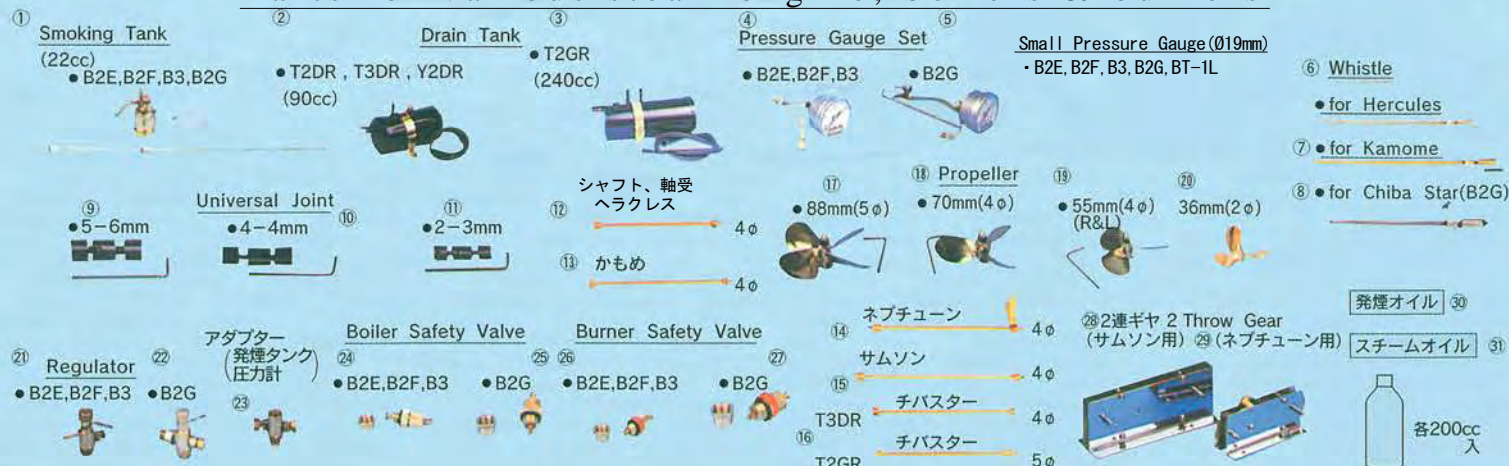 ① Smoking Tank
(22cc)
● B2E,B2F,B3,B2G
② Drain Tank
● T2DR , T3DR , Y2DR
(90cc)
③
● T2GR
(240cc)
④ Pressure Gauge Set ⑤
● B2E,B2F,B3 ● B2G
Small Pressure Gauge(Ø19mm)
・B2E,B2F,B3,B2G,BT-1L
⑥ Whistle
● for Hercules
⑦ ● for Kamome
⑧ ● for Chiba Star(B2G)
⑨
● 5-6mm
Universal Joint
⑩
● 4-4mm
⑪
● 2-3mm
シャフト、軸受
ヘラクレス
⑫ 4φ
⑬ かもめ
4φ
⑰
● 88mm(5φ)
⑱ Propeller
● 70mm(4φ)
⑲
● 55mm(4φ)
(R&L)
⑳
36mm(2φ)
㉑ Regulator ㉒
● B2E,B2F,B3 ● B2G
アダプター
(発煙タンク
圧力計)
㉓
Boiler Safety Valve
㉔ ㉕
● B2E,B2F,B3 ● B2G
Burner Safety Valve
㉖ ㉗
● B2E,B2F,B3 ● B2G
ネプチューン
⑭ 4φ
サムソン
4φ
⑮ チバスター
T3DR 4φ
⑯ チバスター
T2GR 5φ
㉘ 2連ギヤ 2 Throw Gear
(サムソン用) ㉙ (ネプチューン用)
発煙オイル ㉚
スチームオイル ㉛
各200cc
入